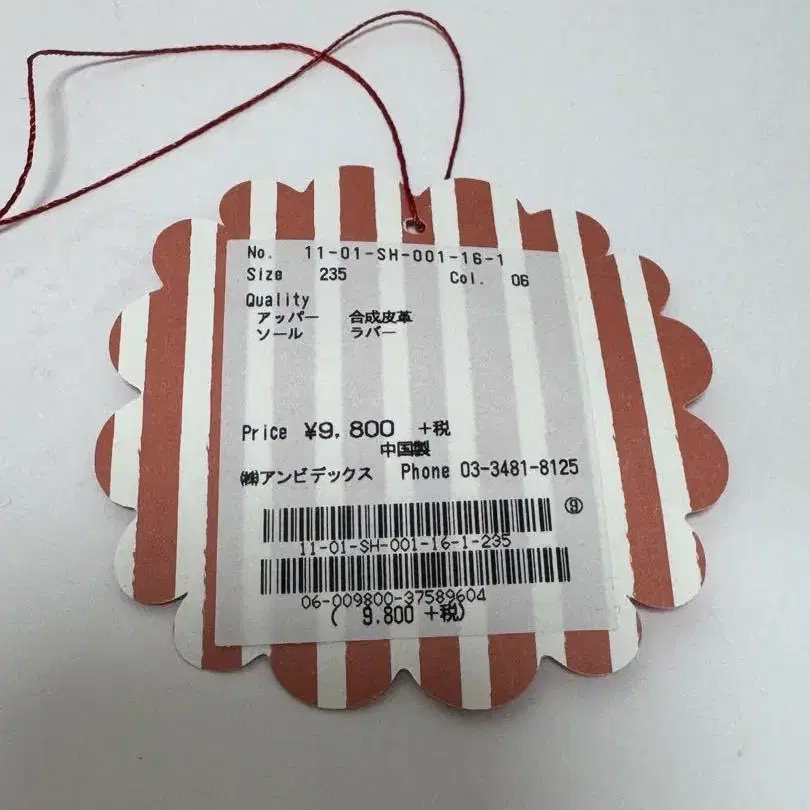 No. 11-01-SH-001-16-1
Size 235 Col. 06
Quality
アッパー 合成皮革
ソール ラバー
Price ¥9,800 +税
中国製
㈱アンビデックス Phone 03-3481-8125
⑨
11-01-SH-001-16-1-235
06-009800-37589604
( 9.800 +税)